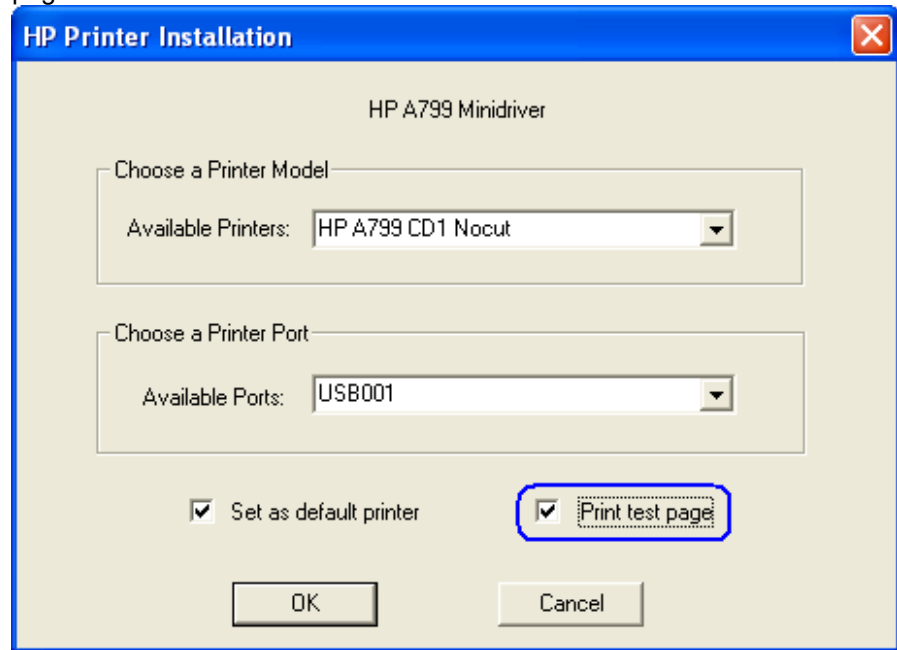 HP Printer Installation
HP A799 Minidriver
Choose a Printer Model
Available Printers: HP A799 CD1 Nocut
Choose a Printer Port
Available Ports: USB001
Set as default printer Print test page
OK Cancel